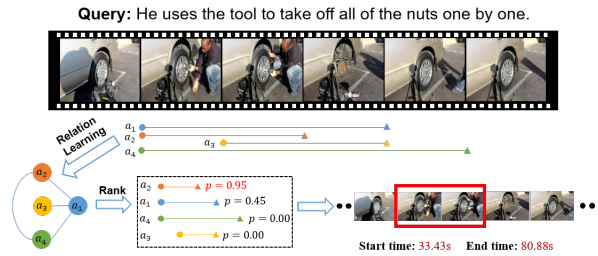 Query: He uses the tool to take off all of the nuts one by one.
a₁
a₂
a₃
a₄
Relation
Learning
a₂
a₃
a₁
a₄
Rank
a₂ p = 0.95
a₁ p = 0.45
a₄ p = 0.00
a₃ p = 0.00
Start time: 33.43s End time: 80.88s